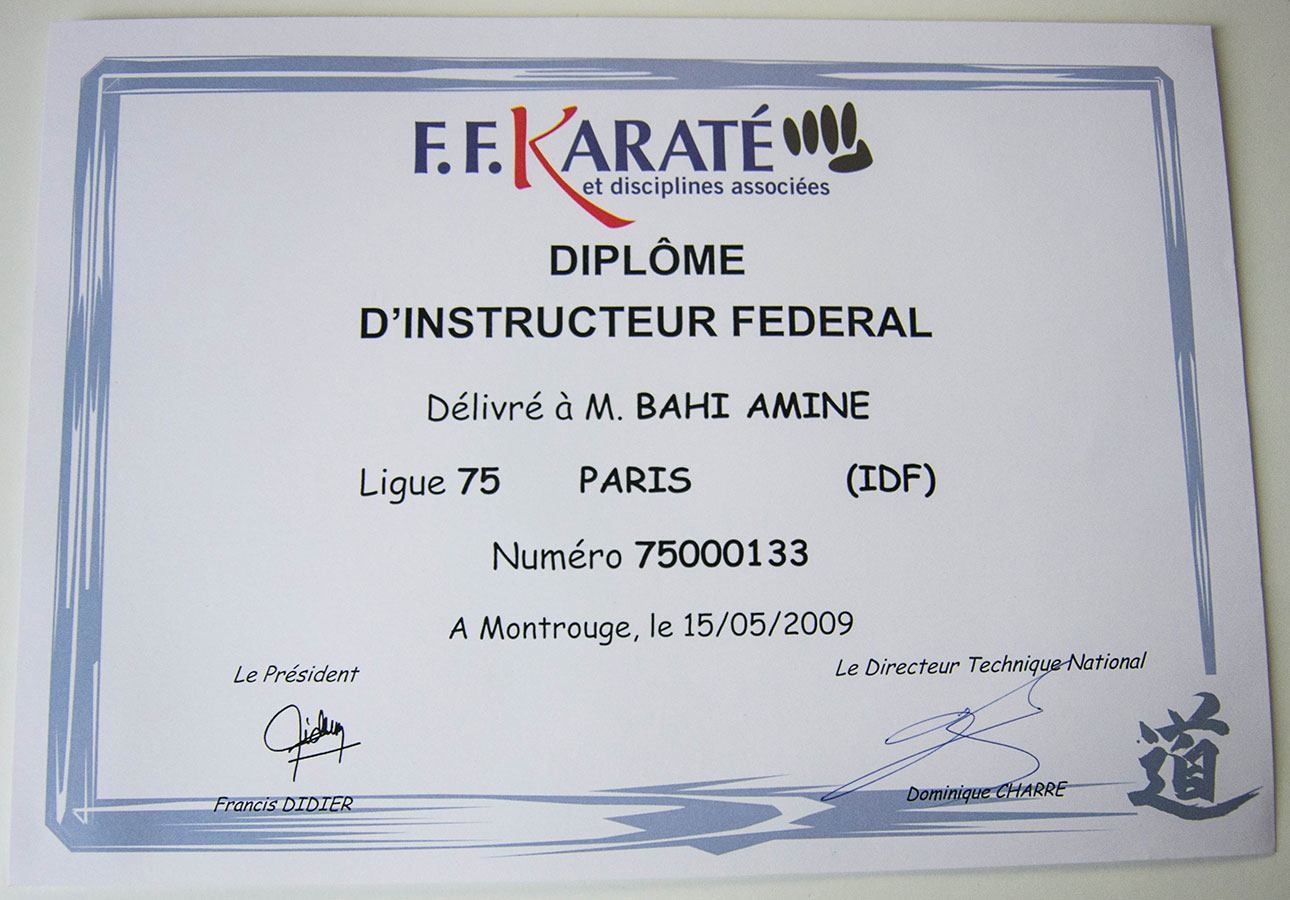 F.F.KARATÉ
et disciplines associées
DIPLÔME
D'INSTRUCTEUR FEDERAL
Délivré à M. BAHI AMINE
Ligue 75 PARIS (IDF)
Numéro 75000133
A Montrouge, le 15/05/2009
Le Président
Le Directeur Technique National
Francis DIDIER
Dominique CHARRE
道